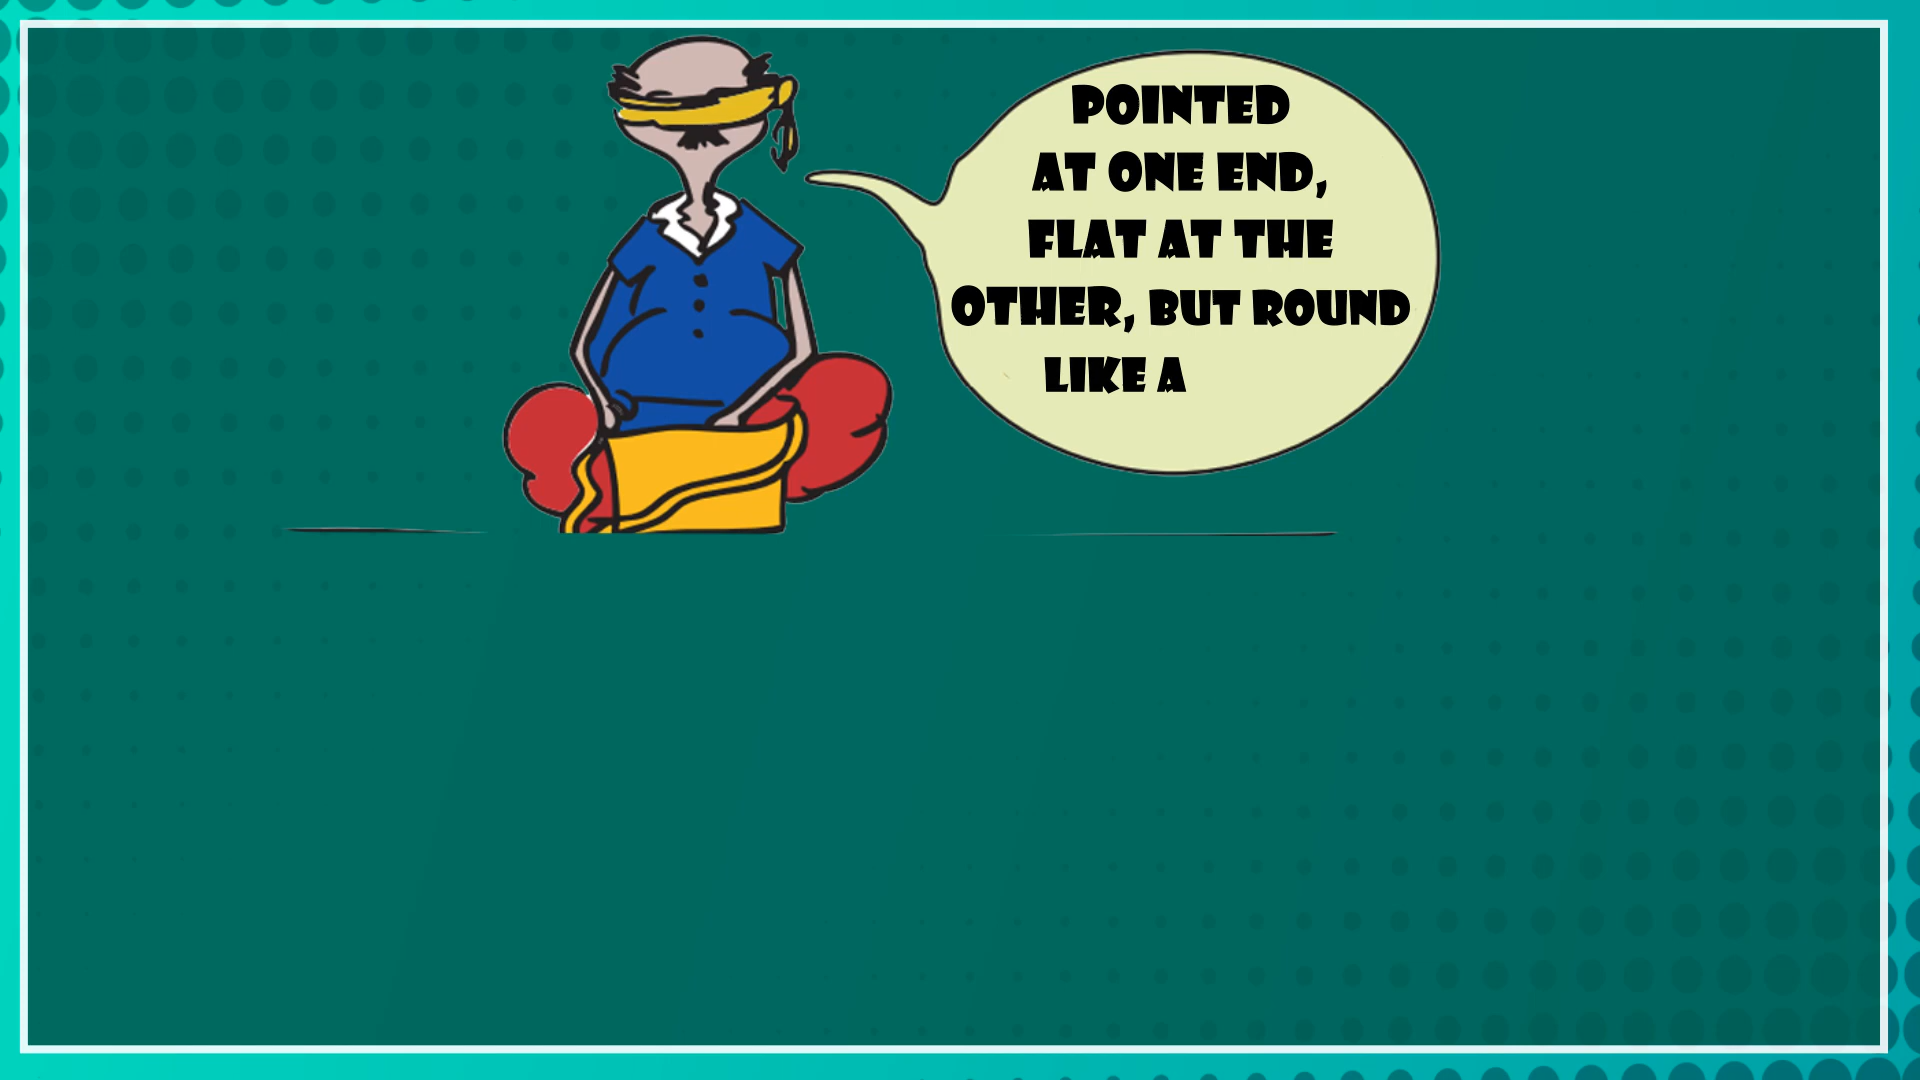 POINTED
AT ONE END,
FLAT AT THE
OTHER, BUT ROUND
LIKE A